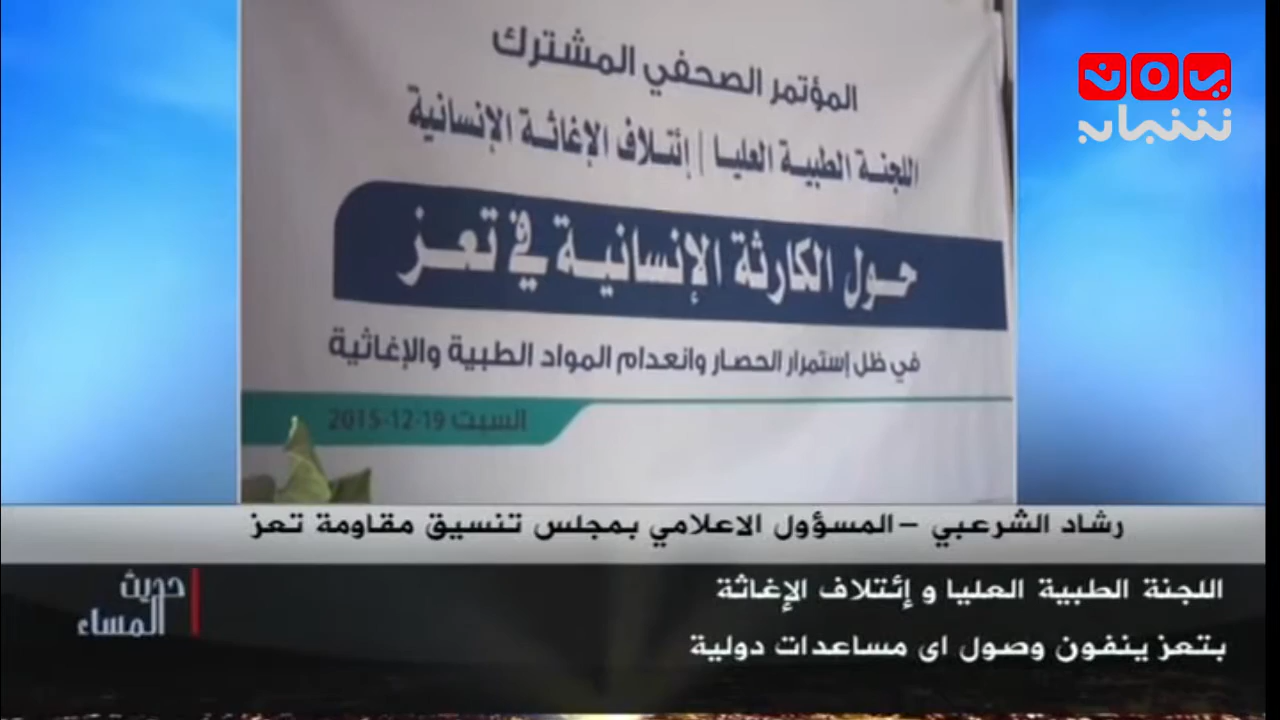 المؤتمر الصحفي المشترك
اللجنة الطبية العليا | إئتلاف الإغاثة الإنسانية
حول الكارثة الإنسانية في تعز
في ظل إستمرار الحصار وانعدام المواد الطبية والإغاثية
السبت 19-12-2015
يمن
شباب
رشاد الشرعبي -المسؤول الاعلامي بمجلس تنسيق مقاومة تعز
حديث
المساء
اللجنة الطبية العليا و إئتلاف الإغاثة
بتعز ينفون وصول اى مساعدات دولية